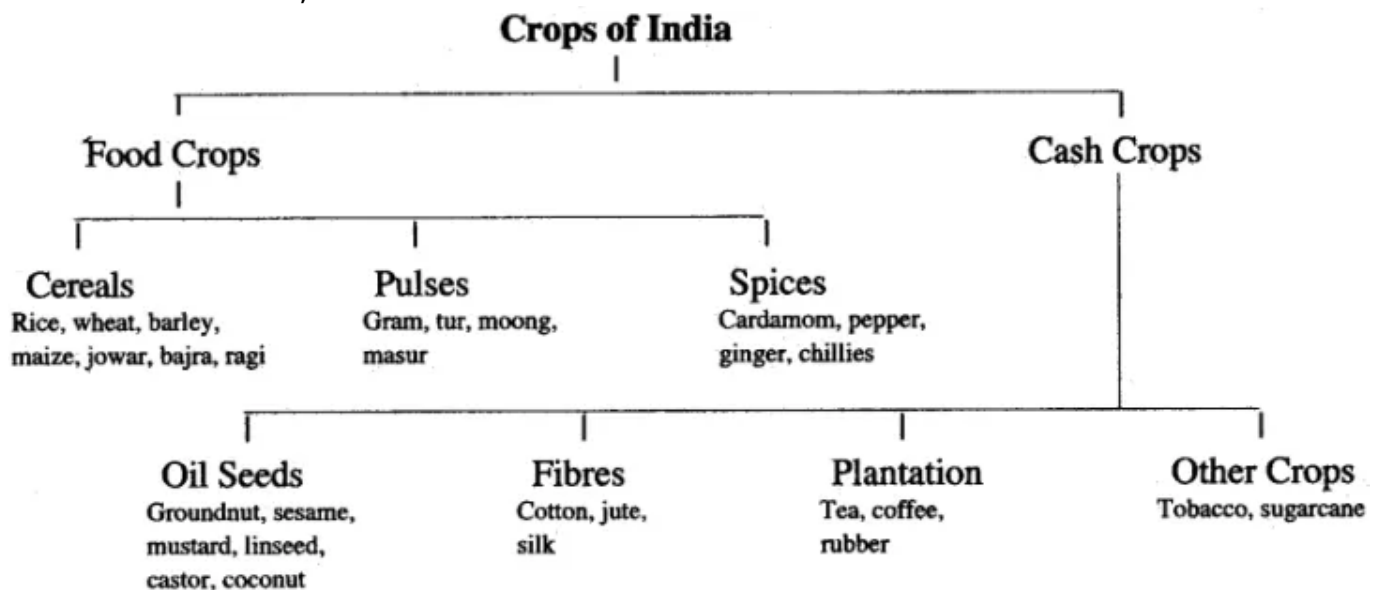 Crops of India
Food Crops
Cash Crops
Cereals
Rice, wheat, barley,
maize, jowar, bajra, ragi
Pulses
Gram, tur, moong,
masur
Spices
Cardamom, pepper,
ginger, chillies
Oil Seeds
Groundnut, sesame,
mustard, linseed,
castor, coconut
Fibres
Cotton, jute,
silk
Plantation
Tea, coffee,
rubber
Other Crops
Tobacco, sugarcane